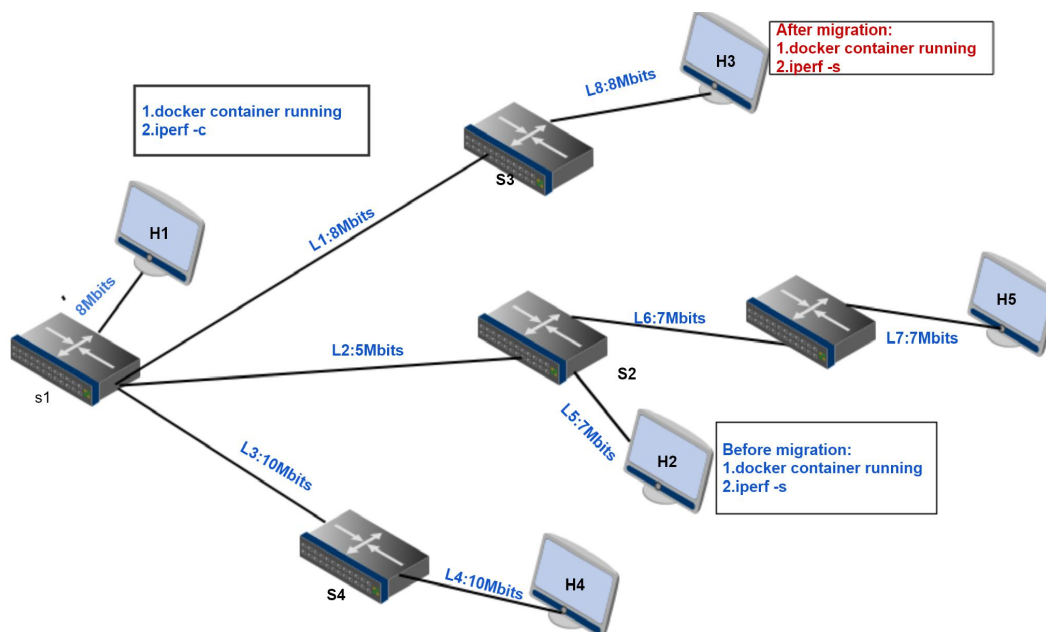 After migration:
1.docker container running
2.iperf -s
H3
L8:8Mbits
1.docker container running
2.iperf -c
S3
H1
L1:8Mbits
8Mbits
H5
L6:7Mbits
L7:7Mbits
L2:5Mbits
S2
s1
L5:7Mbits
H2
Before migration:
1.docker container running
2.iperf -s
L3:10Mbits
S4
L4:10Mbits
H4